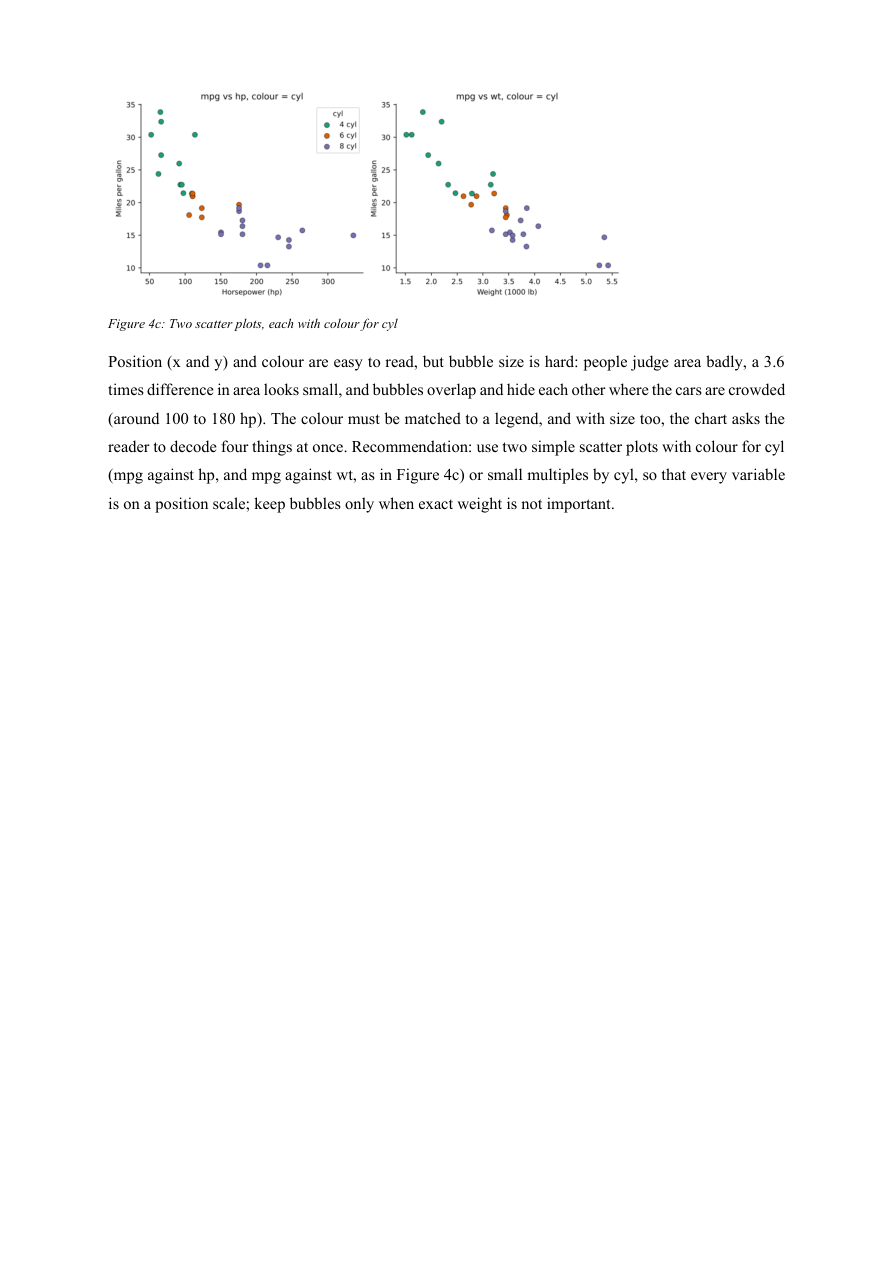 mpg vs hp, colour = cyl
35
30
25
20
15
10
Miles per gallon
cyl
4 cyl
6 cyl
8 cyl
50 100 150 200 250 300
Horsepower (hp)
mpg vs wt, colour = cyl
35
30
25
20
15
10
Miles per gallon
1.5 2.0 2.5 3.0 3.5 4.0 4.5 5.0 5.5
Weight (1000 lb)
Figure 4c: Two scatter plots, each with colour for cyl
Position (x and y) and colour are easy to read, but bubble size is hard: people judge area badly, a 3.6
times difference in area looks small, and bubbles overlap and hide each other where the cars are crowded
(around 100 to 180 hp). The colour must be matched to a legend, and with size too, the chart asks the
reader to decode four things at once. Recommendation: use two simple scatter plots with colour for cyl
(mpg against hp, and mpg against wt, as in Figure 4c) or small multiples by cyl, so that every variable
is on a position scale; keep bubbles only when exact weight is not important.